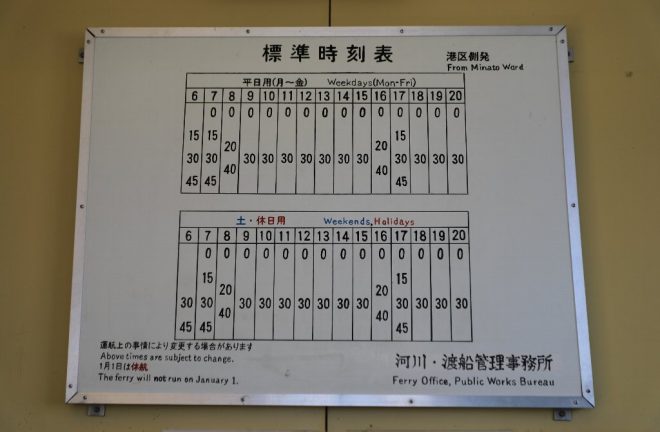 標準時刻表
港区側発
From Minato Ward
平日用(月～金) Weekdays(Mon-Fri)
6 7 8 9 10 11 12 13 14 15 16 17 18 19 20
0 0 0 0 0 0 0 0 0 0 0 0 0 0
15 15 15
20 20
30 30 30 30 30 30 30 30 30 30 30 30 30
40 40
45 45 45
土・休日用 Weekends,Holidays
6 7 8 9 10 11 12 13 14 15 16 17 18 19 20
0 0 0 0 0 0 0 0 0 0 0 0 0 0
15 15
20 20
30 30 30 30 30 30 30 30 30 30 30 30 30
40 40
45 45 45
運航上の事情により変更する場合があります
Above times are subject to change.
1月1日は休航
The ferry will not run on January 1.
河川・渡船管理事務所
Ferry Office, Public Works Bureau